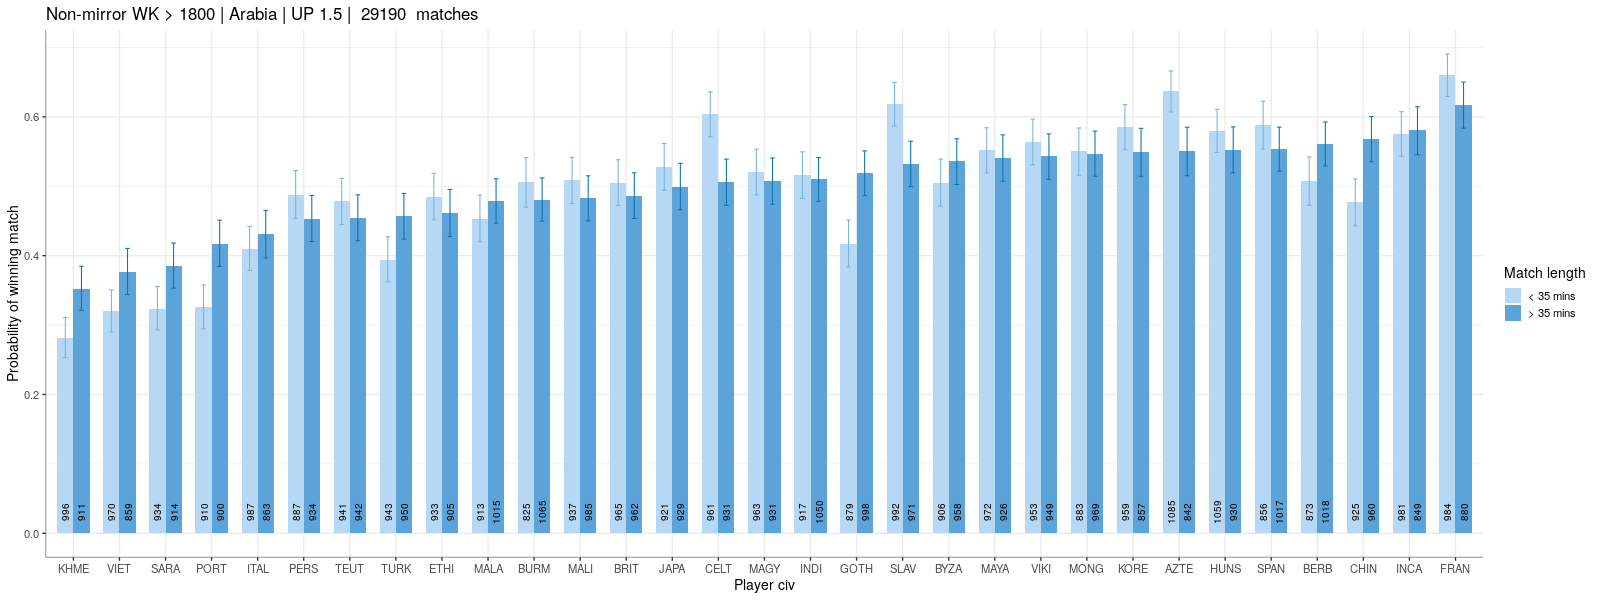 Non-mirror WK > 1800 | Arabia | UP 1.5 | 29190 matches
Probability of winning match
0.6
0.4
0.2
0.0
996 911 970 859 934 914 910 900 987 863 887 934 941 942 943 950 933 905 913 1015 825 1065 937 985 965 962 921 929 961 931 963 931 917 1050 879 998 992 971 906 958 972 926 953 949 883 969 959 857 1085 842 1059 930 856 1017 873 1018 925 960 981 849 984 880
KHME VIET SARA PORT ITAL PERS TEUT TURK ETHI MALA BURM MALI BRIT JAPA CELT MAGY INDI GOTH SLAV BYZA MAYA VIKI MONG KORE AZTE HUNS SPAN BERB CHIN INCA FRAN
Player civ
Match length
< 35 mins
> 35 mins